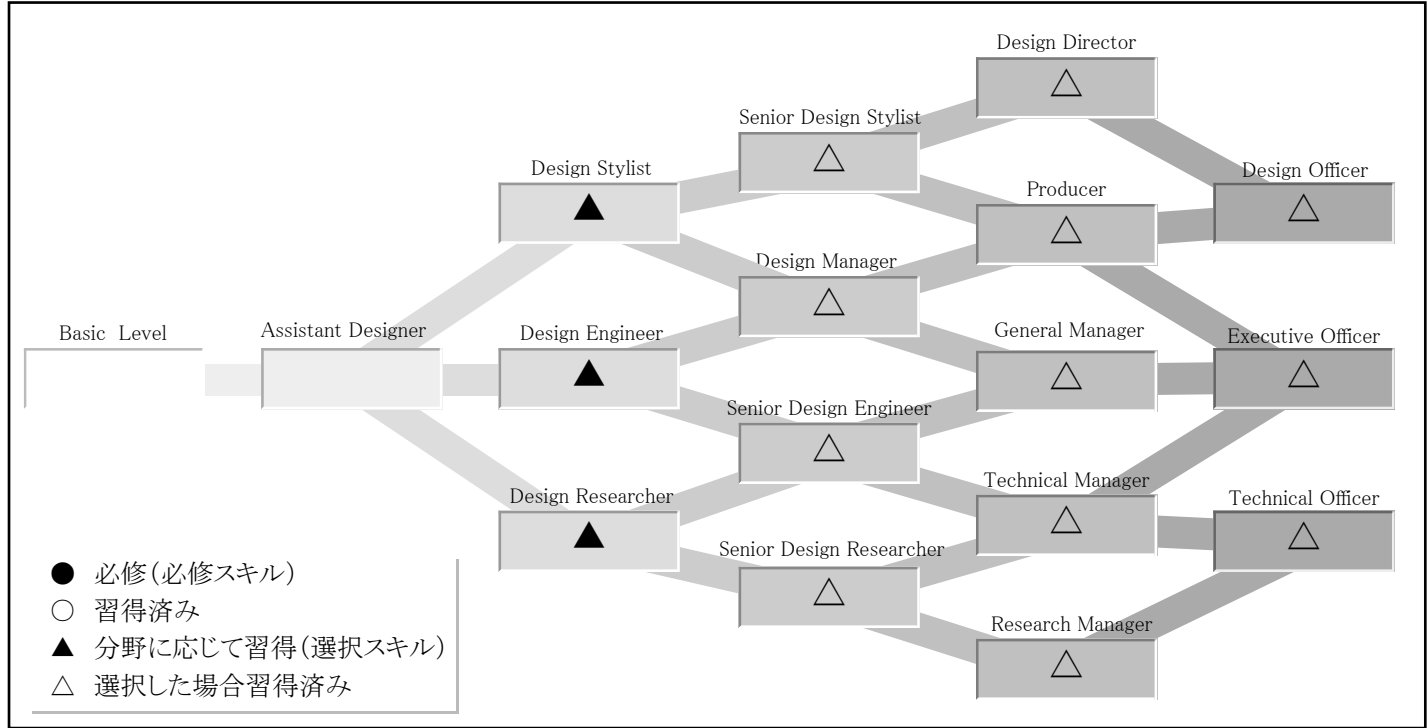 Design Director
Senior Design Stylist
△
Design Stylist
△
Producer
Design Officer
▲
△
△
Design Manager
△
Basic Level
Assistant Designer
Design Engineer
General Manager
Executive Officer
▲
△
△
Senior Design Engineer
△
Design Researcher
Technical Manager
Technical Officer
▲
△
△
Senior Design Researcher
△
Research Manager
△
● 必修(必修スキル)
○ 習得済み
▲ 分野に応じて習得(選択スキル)
△ 選択した場合習得済み